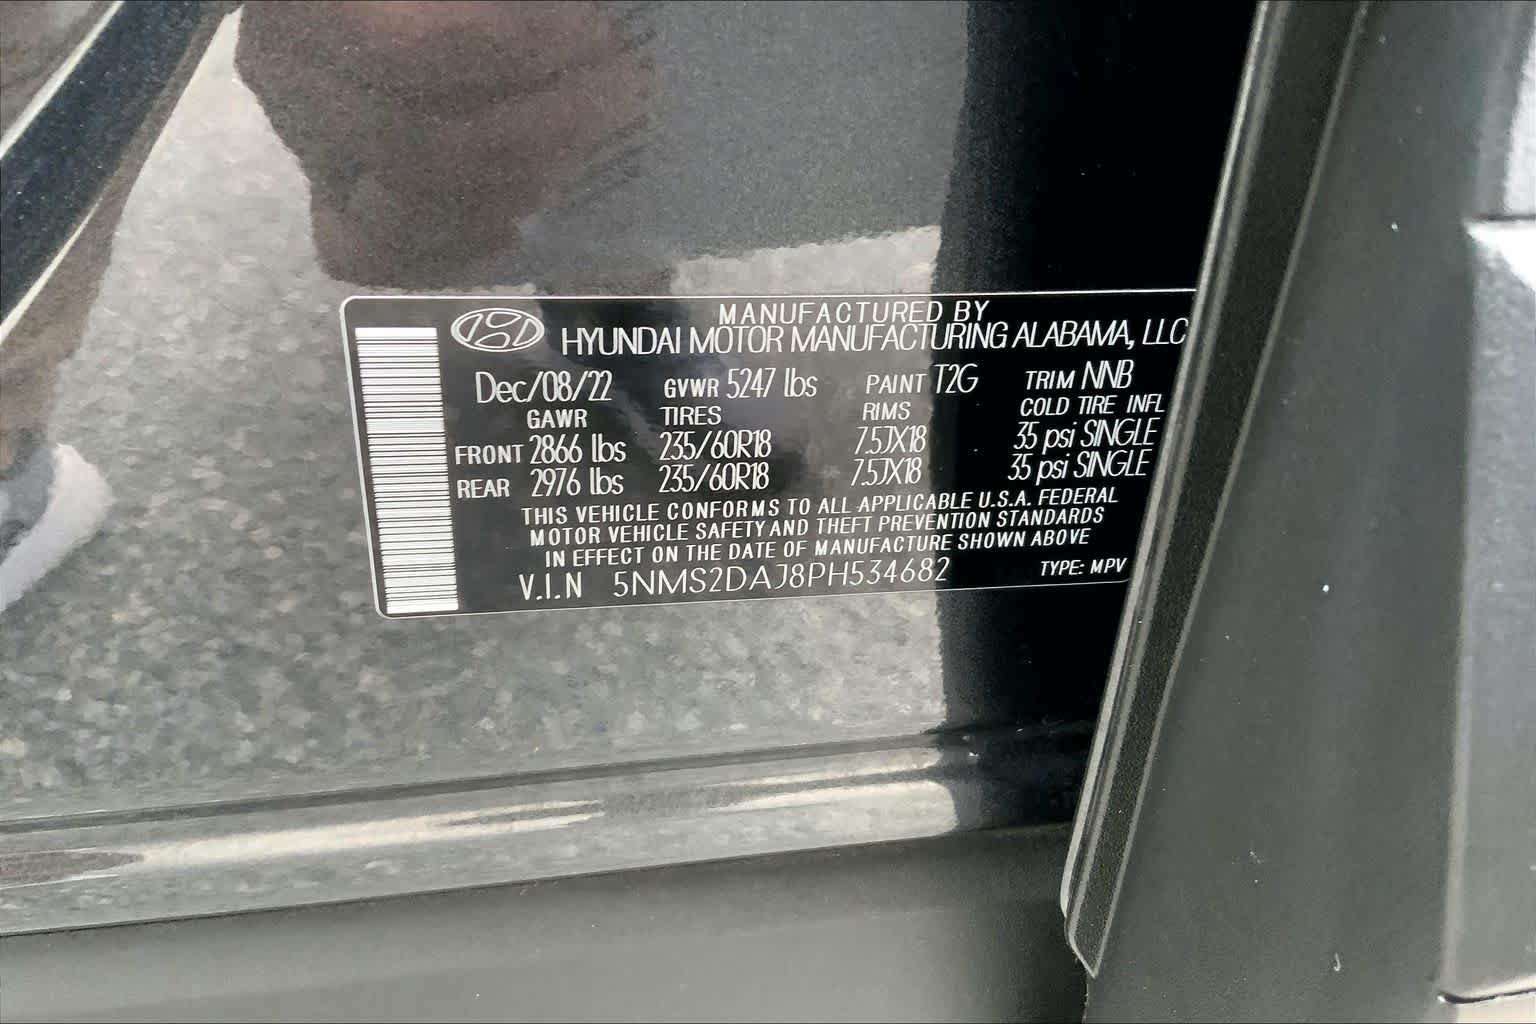 MANUFACTURED BY
HYUNDAI MOTOR MANUFACTURING ALABAMA, LLC
Dec/08/22 GVWR 5247 lbs PAINT T2G TRIM NNB
GAWR TIRES RIMS COLD TIRE INFL
FRONT 2866 lbs 235/60R18 7.5JX18 35 psi SINGLE
REAR 2976 lbs 235/60R18 7.5JX18 35 psi SINGLE
THIS VEHICLE CONFORMS TO ALL APPLICABLE U.S.A. FEDERAL
MOTOR VEHICLE SAFETY AND THEFT PREVENTION STANDARDS
IN EFFECT ON THE DATE OF MANUFACTURE SHOWN ABOVE
V.I.N 5NMS2DAJ8PH534682 TYPE: MPV